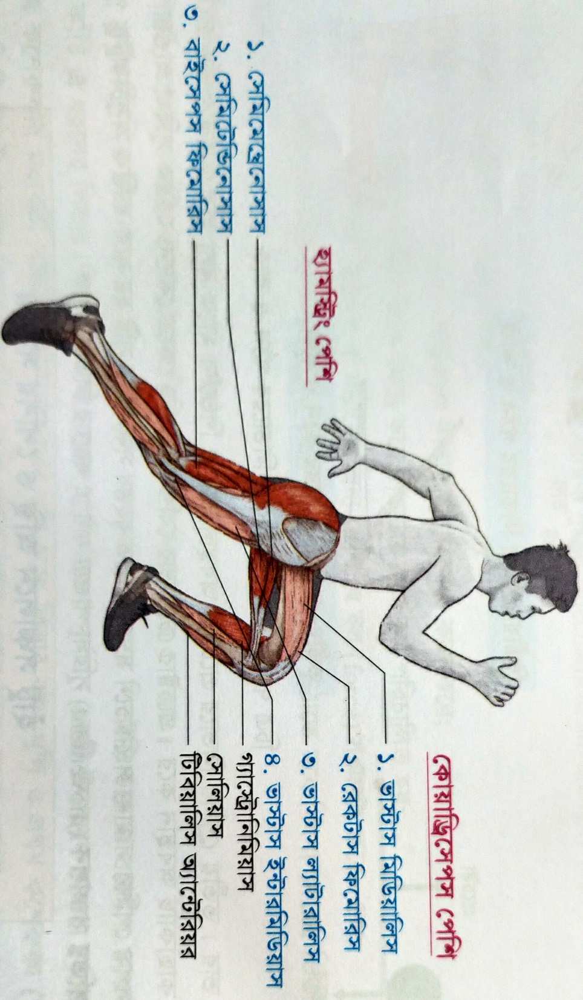 হ্যামস্ট্রিং পেশি
১. সেমিমেম্ব্রেনোসাস
২. সেমিটেন্ডিনোসাস
৩. বাইসেপস ফিমোরিস
কোয়াড্রিসেপস পেশি
১. ভাস্টাস মিডিয়ালিস
২. রেকটাস ফিমোরিস
৩. ভাস্টাস ল্যাটারালিস
৪. ভাস্টাস ইন্টারমিডিয়াস
গ্যাস্ট্রোনিমিয়াস
সোলিয়াস
টিবিয়ালিস অ্যান্টেরিয়র